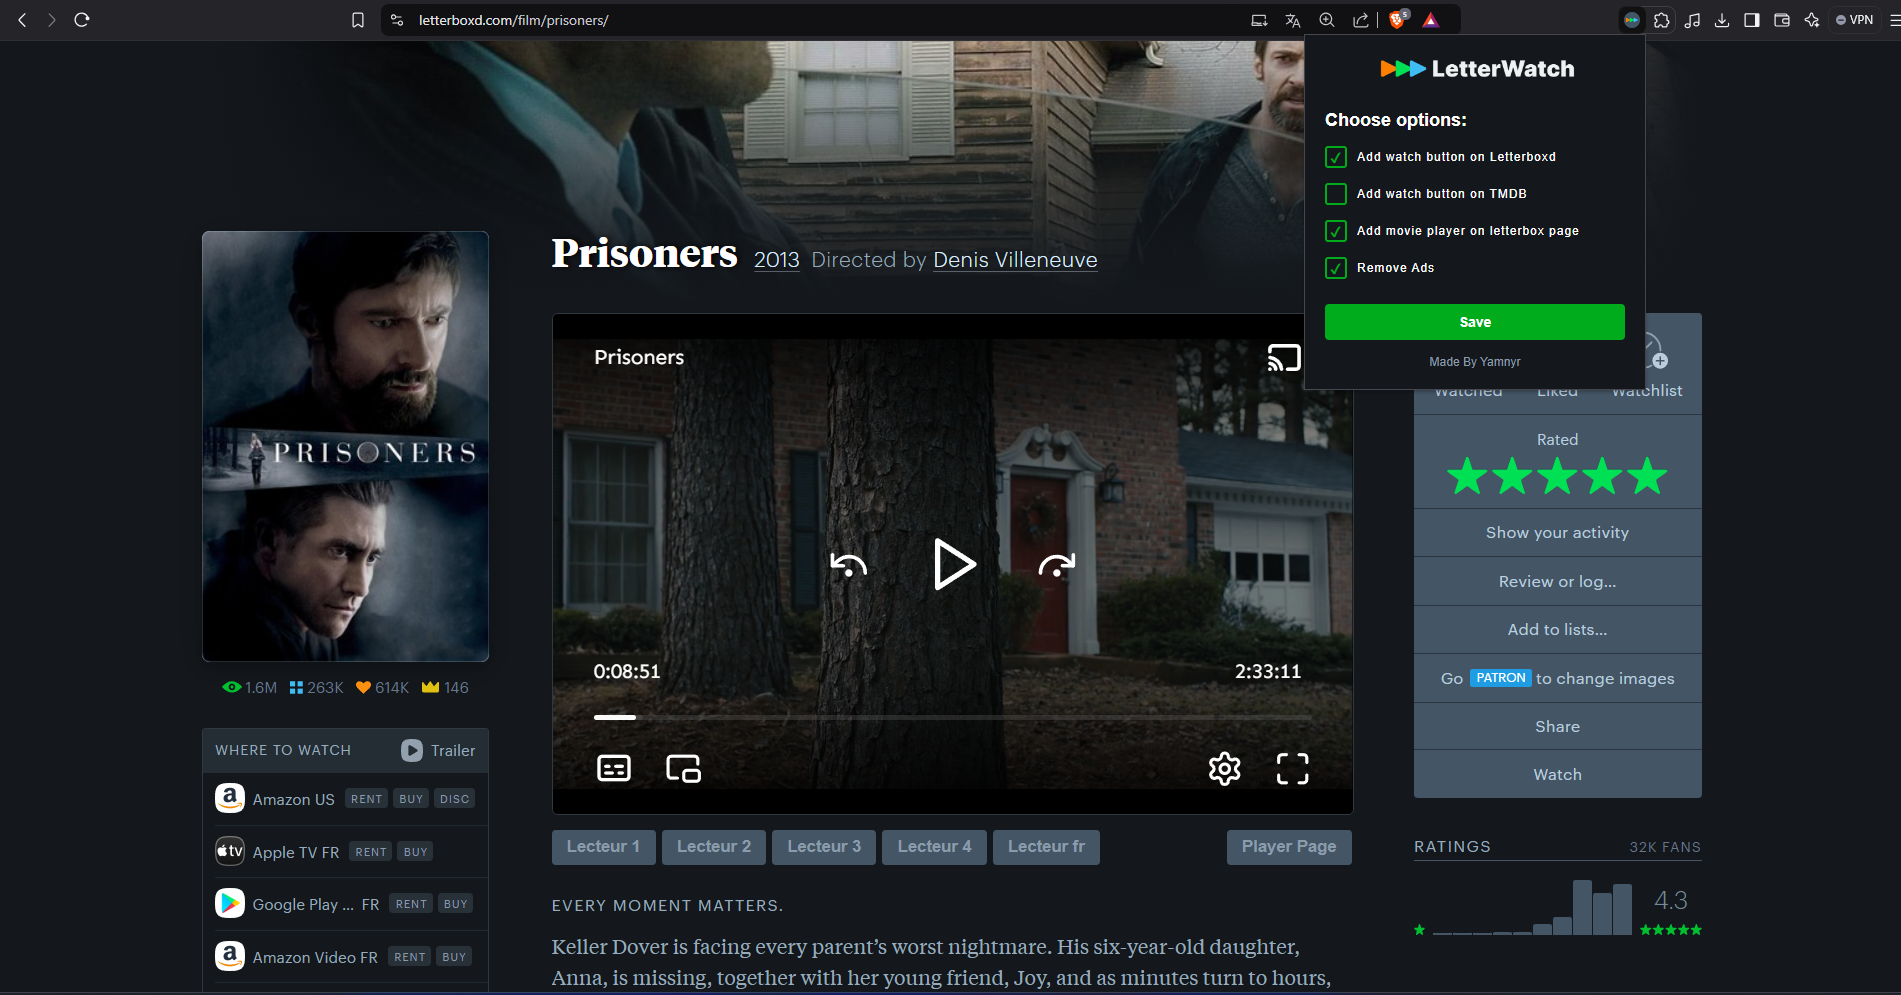 letterboxd.com/film/prisoners/
5
VPN
LetterWatch
Choose options:
Add watch button on Letterboxd
Add watch button on TMDB
Add movie player on letterbox page
Remove Ads
Save
Made By Yamnyr
Prisoners 2013 Directed by Denis Villeneuve
PRISONERS
1.6M 263K 614K 146
WHERE TO WATCH Trailer
Amazon US RENT BUY DISC
Apple TV FR RENT BUY
Google Play ... FR RENT BUY
Amazon Video FR RENT BUY
Prisoners
0:08:51 2:33:11
Lecteur 1 Lecteur 2 Lecteur 3 Lecteur 4 Lecteur fr Player Page
EVERY MOMENT MATTERS.
Keller Dover is facing every parent’s worst nightmare. His six-year-old daughter,
Anna, is missing, together with her young friend, Joy, and as minutes turn to hours,
Watched Liked Watchlist
Rated
Show your activity
Review or log...
Add to lists...
Go PATRON to change images
Share
Watch
RATINGS 32K FANS
4.3